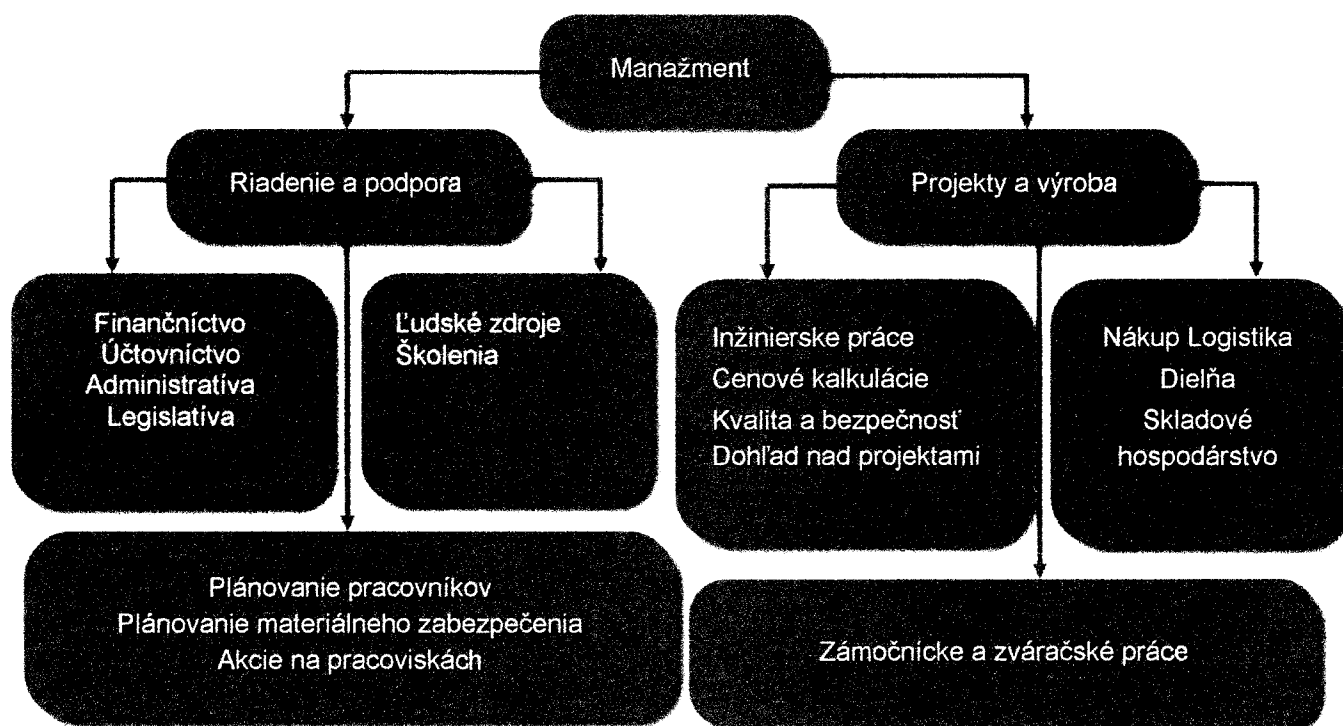 Manažment
Riadenie a podpora
Projekty a výroba
Finančníctvo
Účtovníctvo
Administratíva
Legislatíva
Ľudské zdroje
Školenia
Inžinierske práce
Cenové kalkulácie
Kvalita a bezpečnosť
Dohľad nad projektami
Nákup Logistika
Dielňa
Skladové
hospodárstvo
Plánovanie pracovníkov
Plánovanie materiálneho zabezpečenia
Akcie na pracoviskách
Zámočnícke a zváračské práce